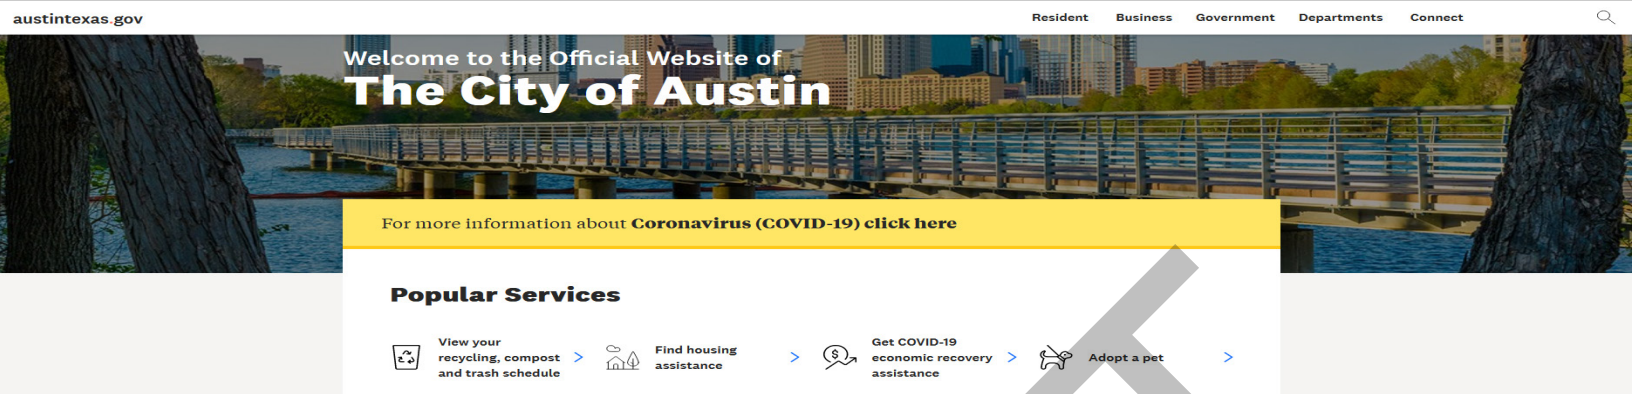 austintexas.gov
Resident Business Government Departments Connect
Welcome to the Official Website of
The City of Austin
For more information about Coronavirus (COVID-19) click here
Popular Services
View your
recycling, compost
and trash schedule
Find housing
assistance
Get COVID-19
economic recovery
assistance
Adopt a pet